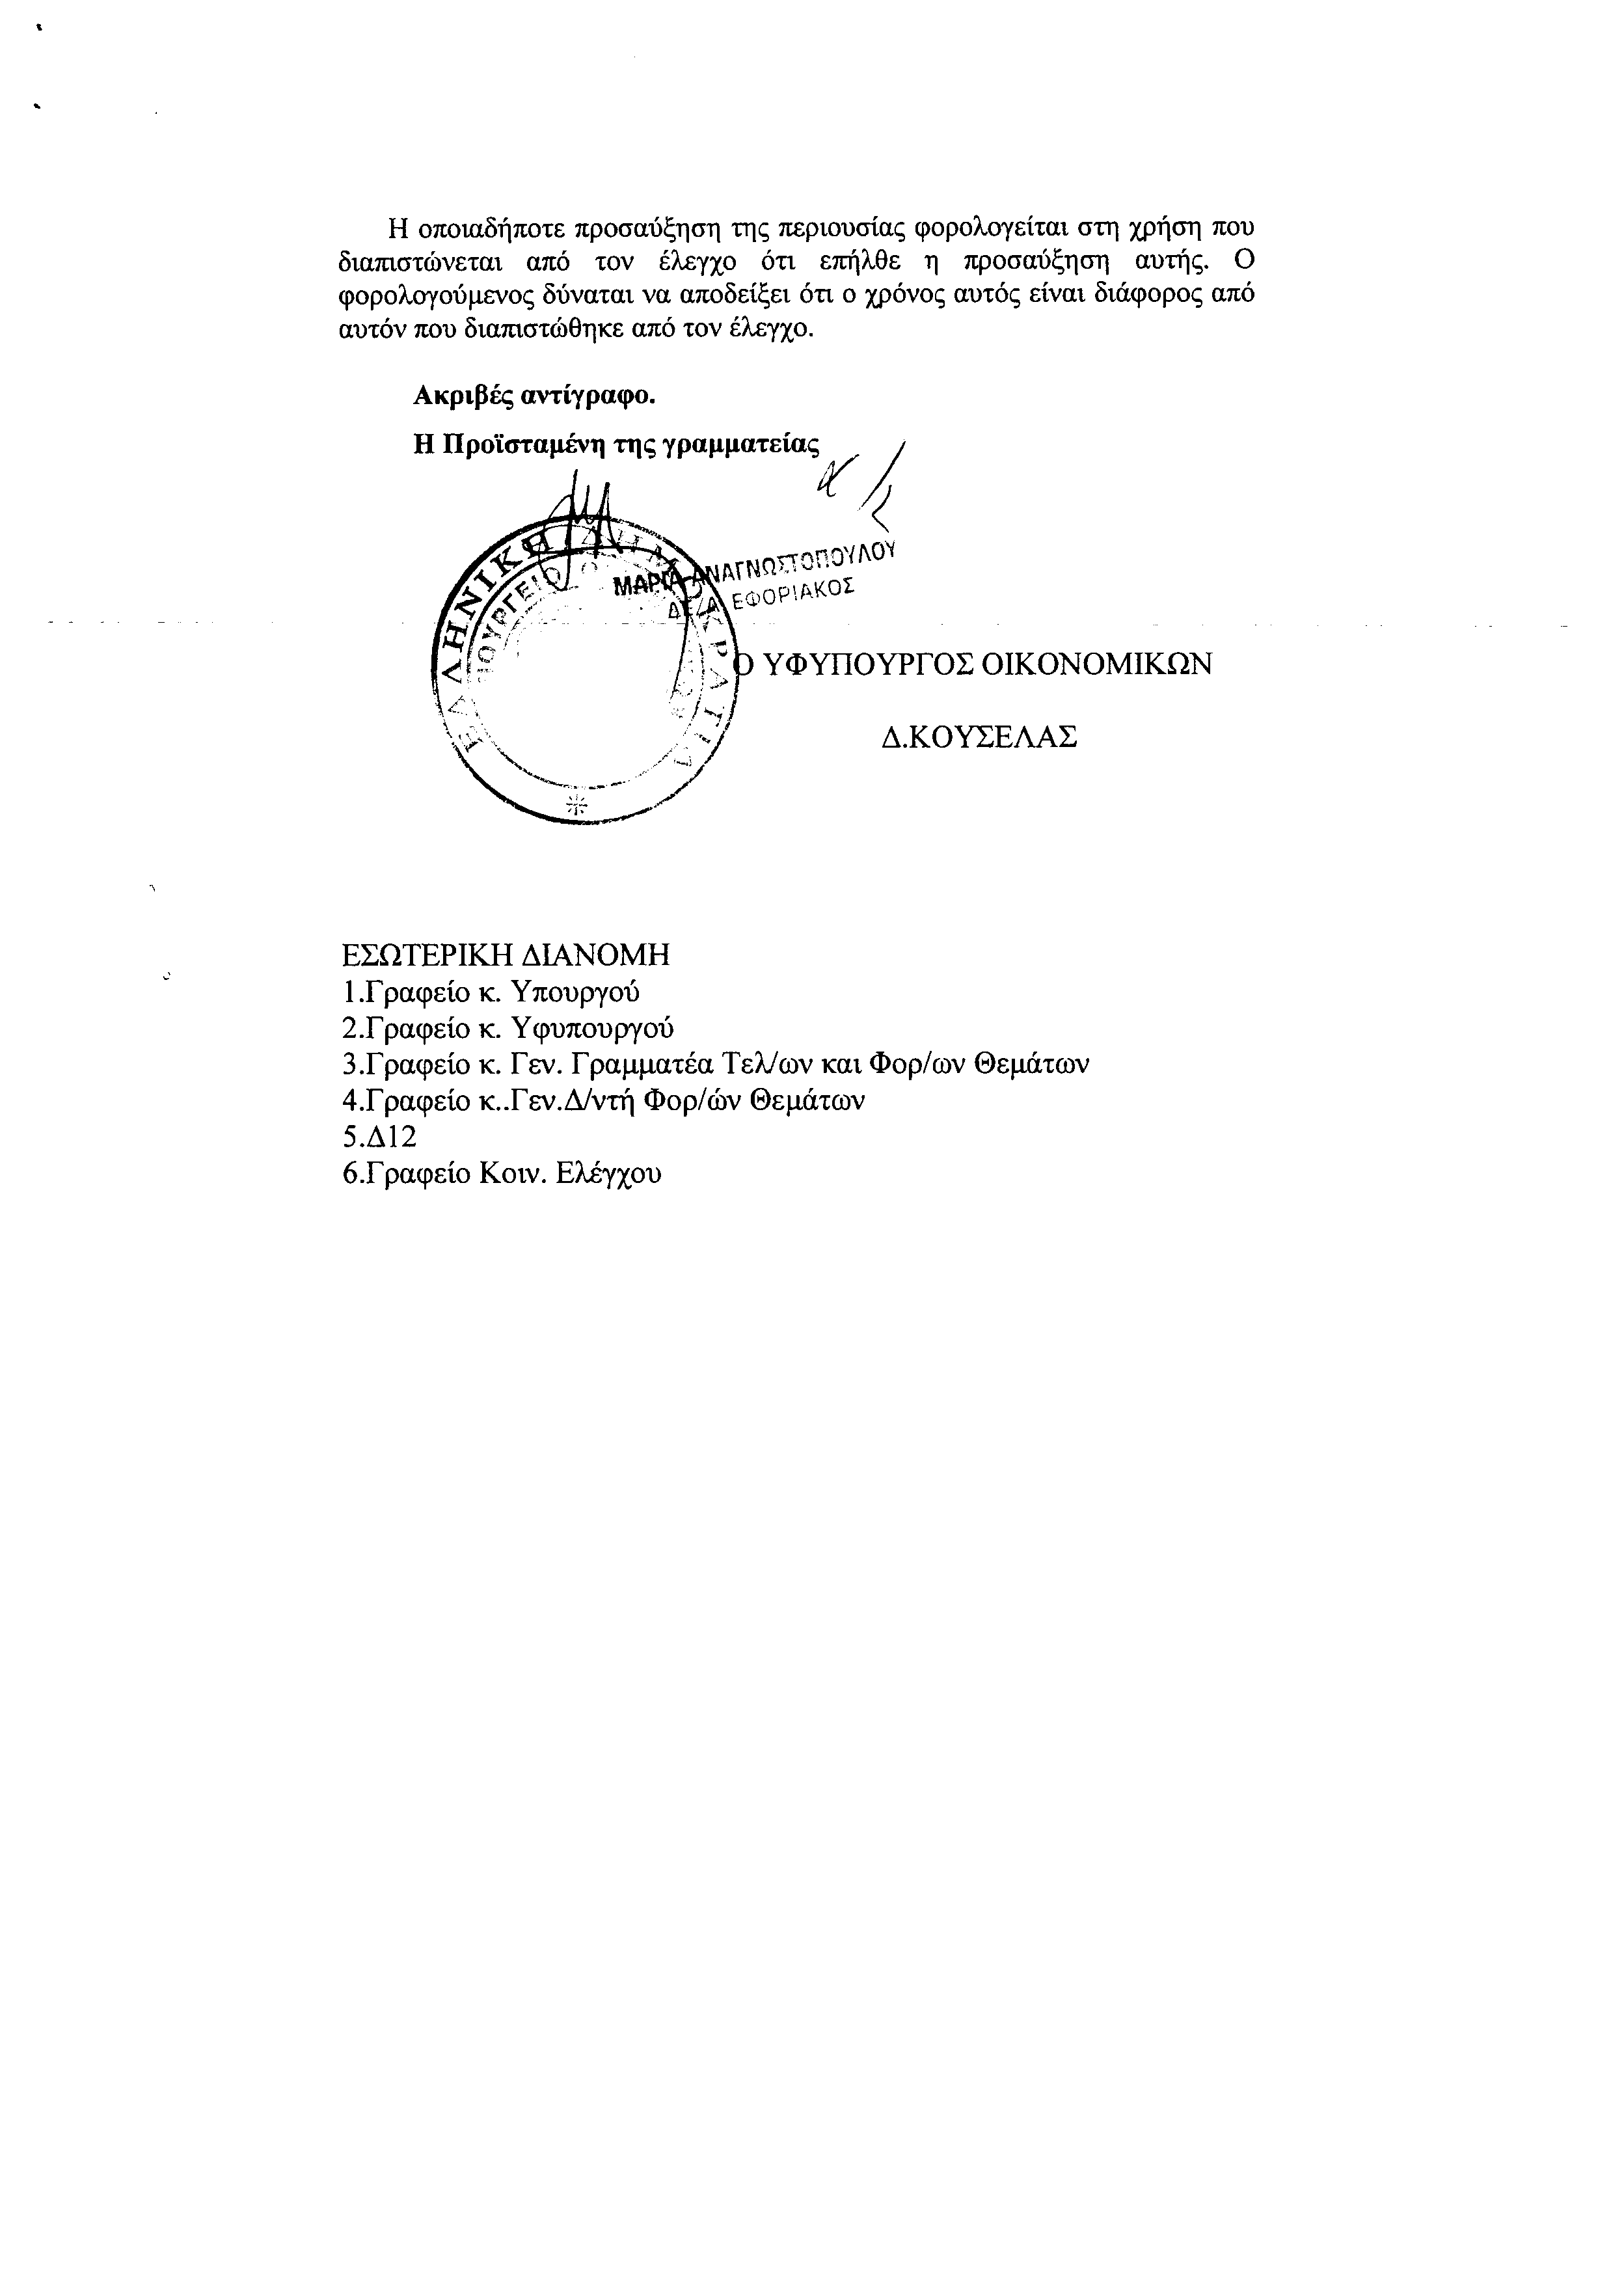 Η οποιαδήποτε προσαύξηση της περιουσίας φορολογείται στη χρήση που
διαπιστώνεται από τον έλεγχο ότι επήλθε η προσαύξηση αυτής. Ο
φορολογούμενος δύναται να αποδείξει ότι ο χρόνος αυτός είναι διάφορος από
αυτόν που διαπιστώθηκε από τον έλεγχο.
Ακριβές αντίγραφο.
Η Προϊσταμένη της γραμματείας
ΕΛΛΗΝΙΚΗ ΔΗΜΟΚΡΑΤΙΑ
ΜΑΡΙΑ ΑΝΑΓΝΩΣΤΟΠΟΥΛΟΥ
ΕΦΟΡΙΑΚΟΣ
Ο ΥΦΥΠΟΥΡΓΟΣ ΟΙΚΟΝΟΜΙΚΩΝ
Δ.ΚΟΥΣΕΛΑΣ
ΕΣΩΤΕΡΙΚΗ ΔΙΑΝΟΜΗ
1.Γραφείο κ. Υπουργού
2.Γραφείο κ. Υφυπουργού
3.Γραφείο κ. Γεν. Γραμματέα Τελ/ων και Φορ/ων Θεμάτων
4.Γραφείο κ..Γεν.Δ/ντή Φορ/ών Θεμάτων
5.Δ12
6.Γραφείο Κοιν. Ελέγχου